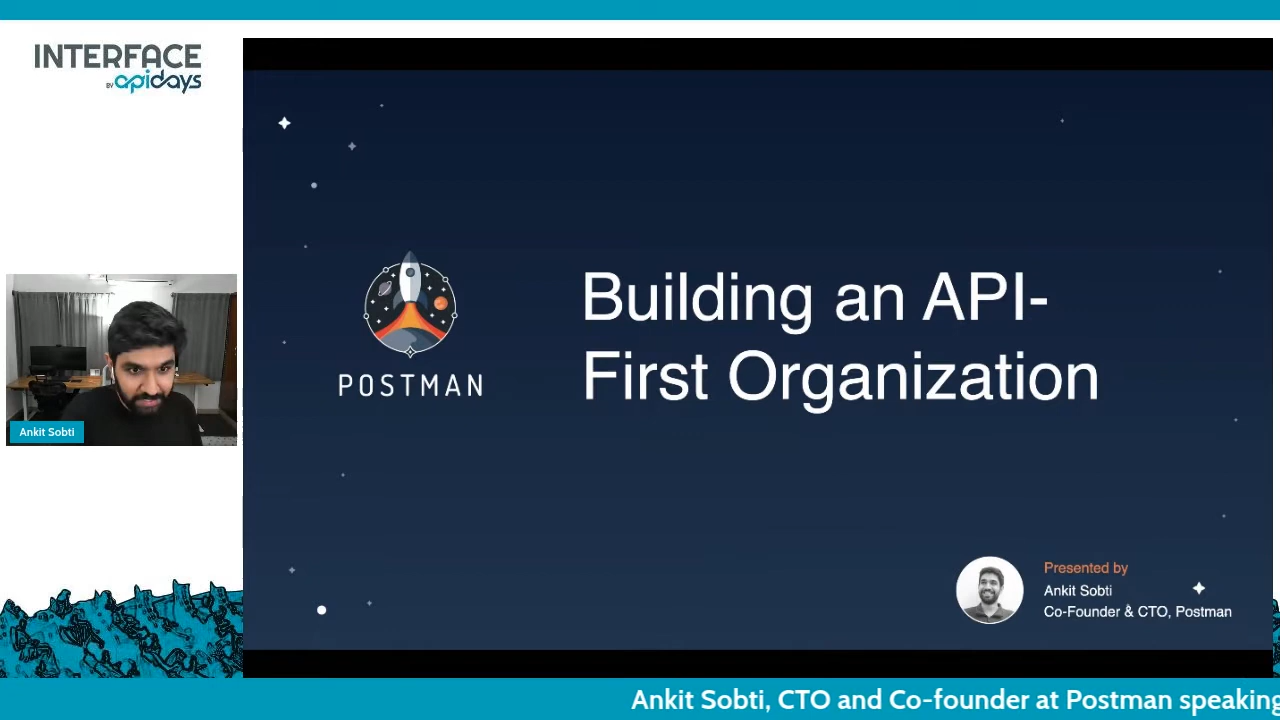 INTERFACE
BY apidays
Ankit Sobti
POSTMAN
Building an API-
First Organization
Presented by
Ankit Sobti
Co-Founder & CTO, Postman
Ankit Sobti, CTO and Co-founder at Postman speaking